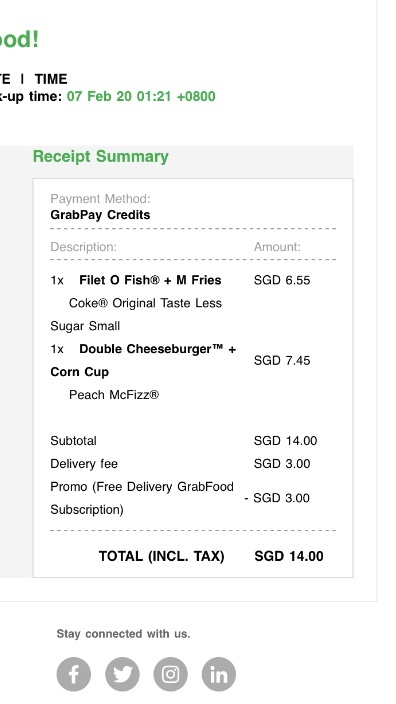 ood!
TE | TIME
k-up time: 07 Feb 20 01:21 +0800
Receipt Summary
Payment Method:
GrabPay Credits
Description: Amount:
1x Filet O Fish® + M Fries SGD 6.55
Coke® Original Taste Less
Sugar Small
1x Double Cheeseburger™ +
Corn Cup SGD 7.45
Peach McFizz®
Subtotal SGD 14.00
Delivery fee SGD 3.00
Promo (Free Delivery GrabFood
Subscription) - SGD 3.00
TOTAL (INCL. TAX) SGD 14.00
Stay connected with us.
f in